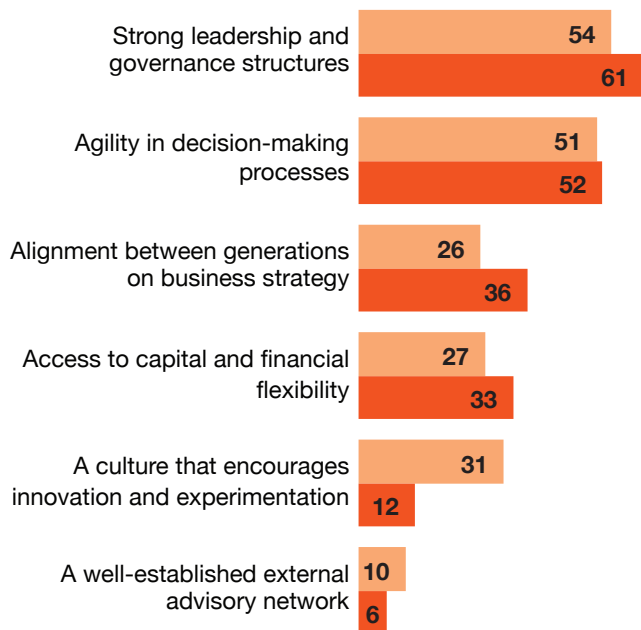 Strong leadership and
governance structures
54
61
Agility in decision-making
processes
51
52
Alignment between generations
on business strategy
26
36
Access to capital and financial
flexibility
27
33
A culture that encourages
innovation and experimentation
31
12
A well-established external
advisory network
10
6